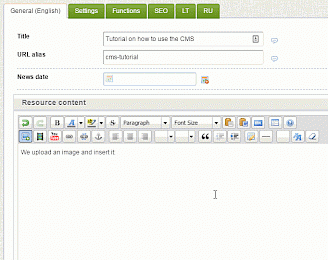 General (English) Settings Functions SEO LT RU
Title Tutorial on how to use the CMS
URL alias cms-tutorial
News date
Resource content
B A S Paragraph Font Size
We upload an image and insert it